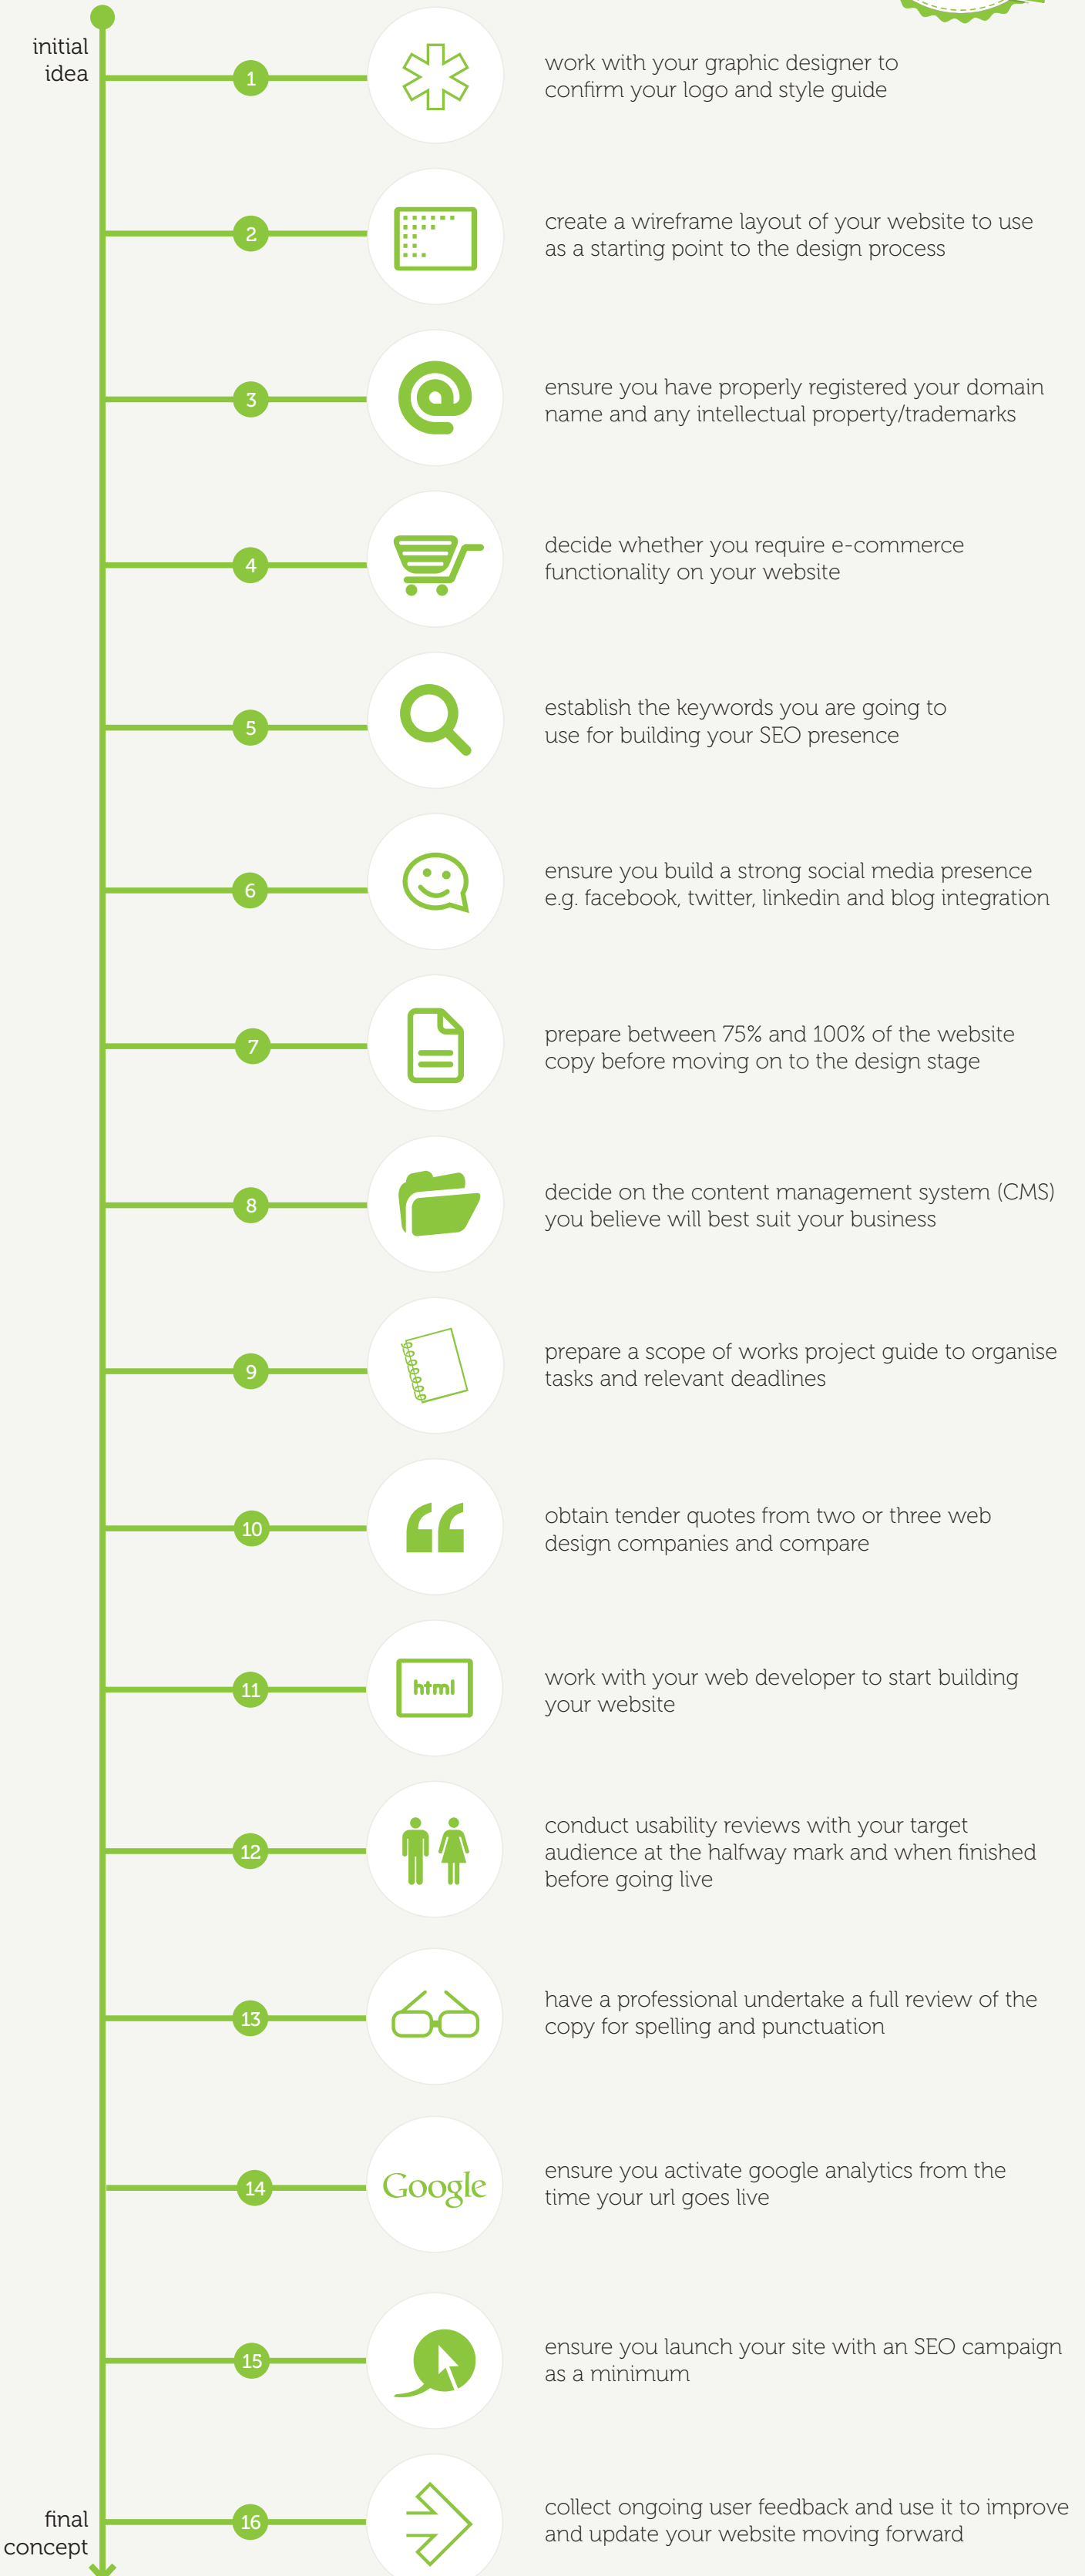 initial
idea
1
work with your graphic designer to
confirm your logo and style guide
2
create a wireframe layout of your website to use
as a starting point to the design process
3
ensure you have properly registered your domain
name and any intellectual property/trademarks
4
decide whether you require e-commerce
functionality on your website
5
establish the keywords you are going to
use for building your SEO presence
6
ensure you build a strong social media presence
e.g. facebook, twitter, linkedin and blog integration
7
prepare between 75% and 100% of the website
copy before moving on to the design stage
8
decide on the content management system (CMS)
you believe will best suit your business
9
prepare a scope of works project guide to organise
tasks and relevant deadlines
10
obtain tender quotes from two or three web
design companies and compare
11
html
work with your web developer to start building
your website
12
conduct usability reviews with your target
audience at the halfway mark and when finished
before going live
13
have a professional undertake a full review of the
copy for spelling and punctuation
14
Google
ensure you activate google analytics from the
time your url goes live
15
ensure you launch your site with an SEO campaign
as a minimum
final
concept
16
collect ongoing user feedback and use it to improve
and update your website moving forward